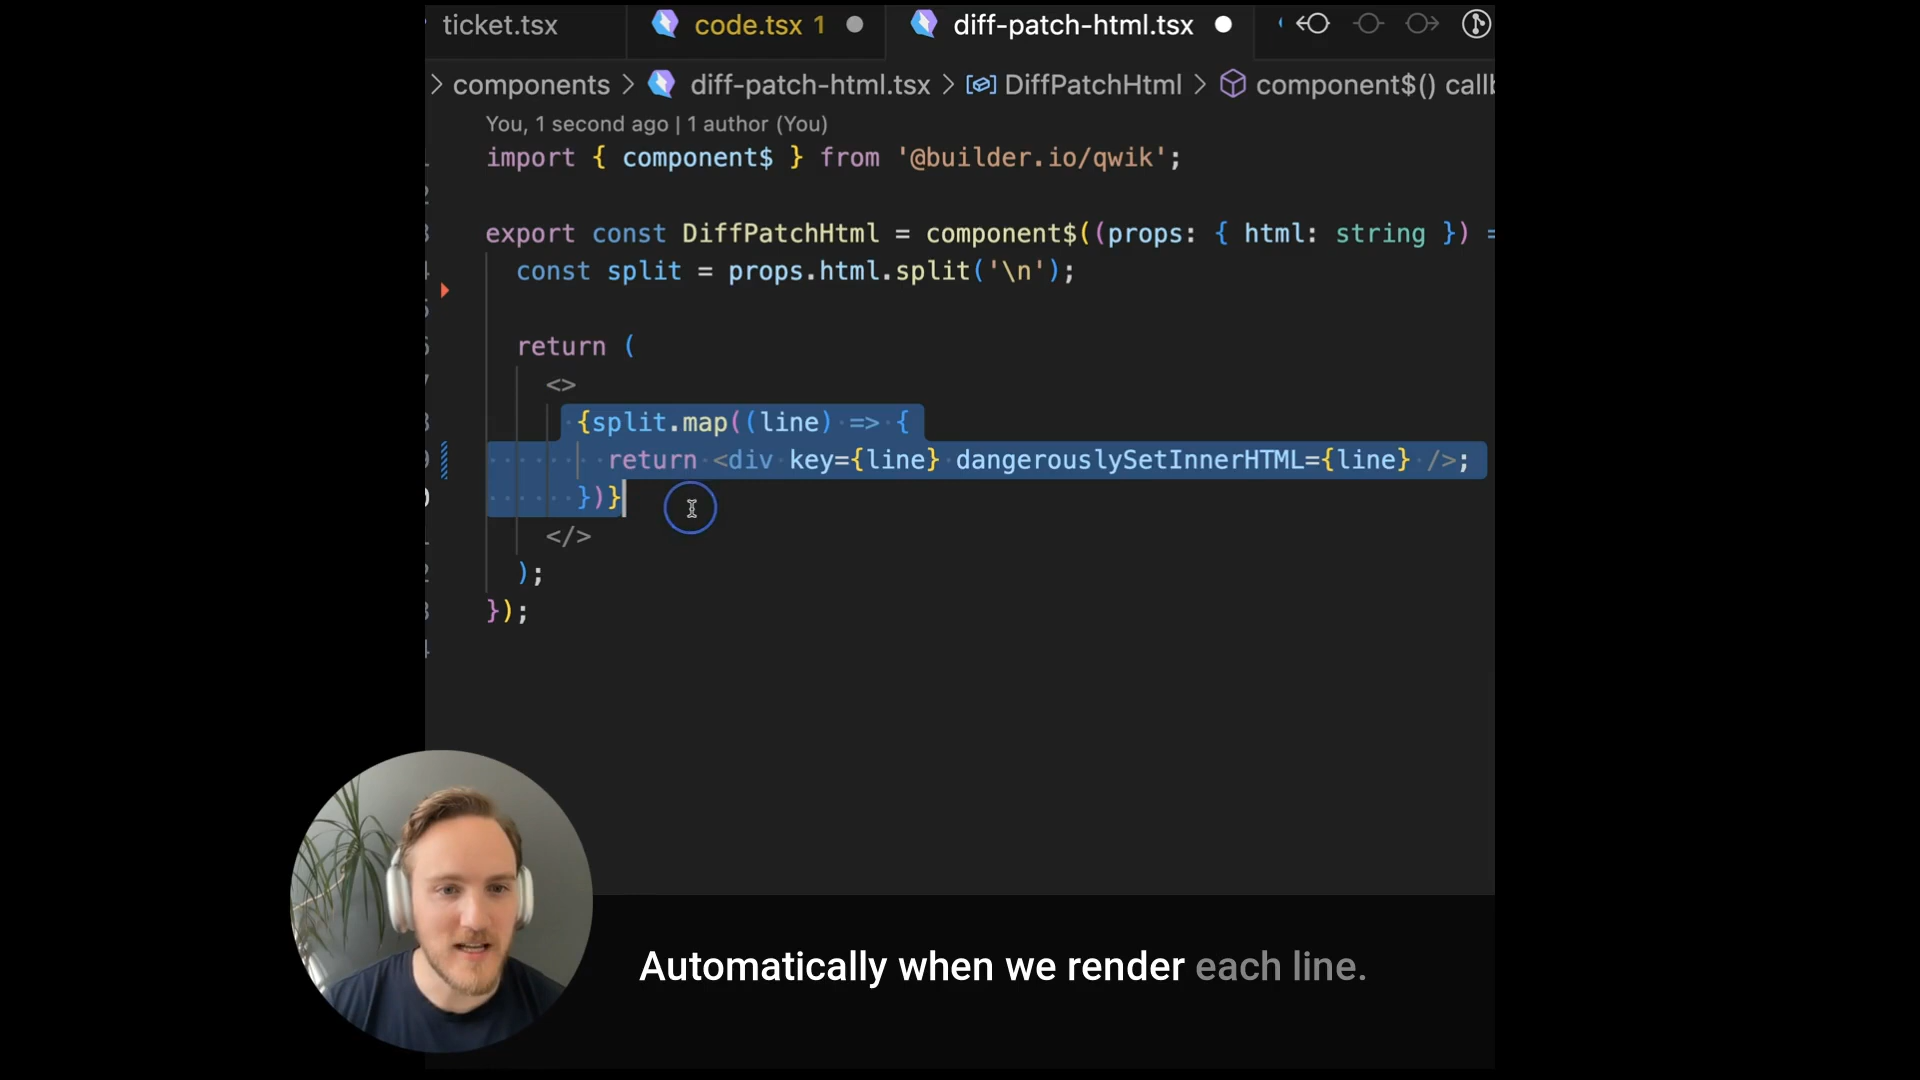 ticket.tsx
code.tsx 1
diff-patch-html.tsx
components
diff-patch-html.tsx
DiffPatchHtml
component$()
You, 1 second ago | 1 author (You)
import { component$ } from '@builder.io/qwik';
export const DiffPatchHtml = component$((props: { html: string })
const split = props.html.split('\n');
return (
<>
{split.map((line) => {
return <div key={line} dangerouslySetInnerHTML={line} />;
})}
</>
);
});
Automatically when we render each line.